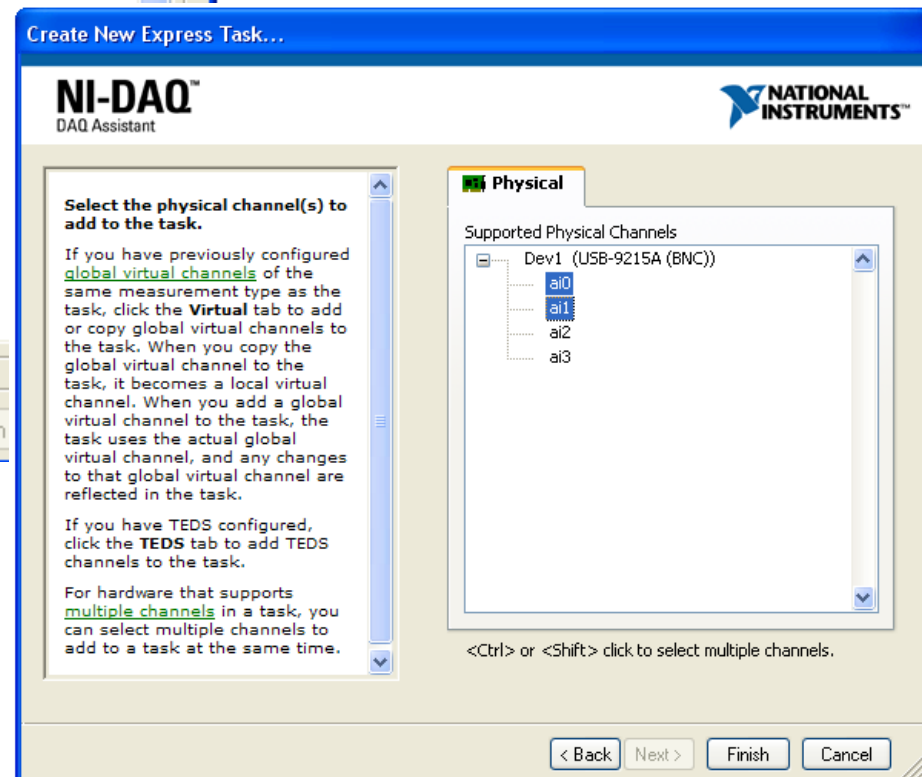 Create New Express Task...
NI-DAQ™
DAQ Assistant
NATIONAL
INSTRUMENTS™
Select the physical channel(s) to
add to the task.
If you have previously configured
global virtual channels of the
same measurement type as the
task, click the Virtual tab to add
or copy global virtual channels to
the task. When you copy the
global virtual channel to the
task, it becomes a local virtual
channel. When you add a global
virtual channel to the task, the
task uses the actual global
virtual channel, and any changes
to that global virtual channel are
reflected in the task.
If you have TEDS configured,
click the TEDS tab to add TEDS
channels to the task.
For hardware that supports
multiple channels in a task, you
can select multiple channels to
add to a task at the same time.
Physical
Supported Physical Channels
Dev1 (USB-9215A (BNC))
ai0
ai1
ai2
ai3
<Ctrl> or <Shift> click to select multiple channels.
< Back Next > Finish Cancel